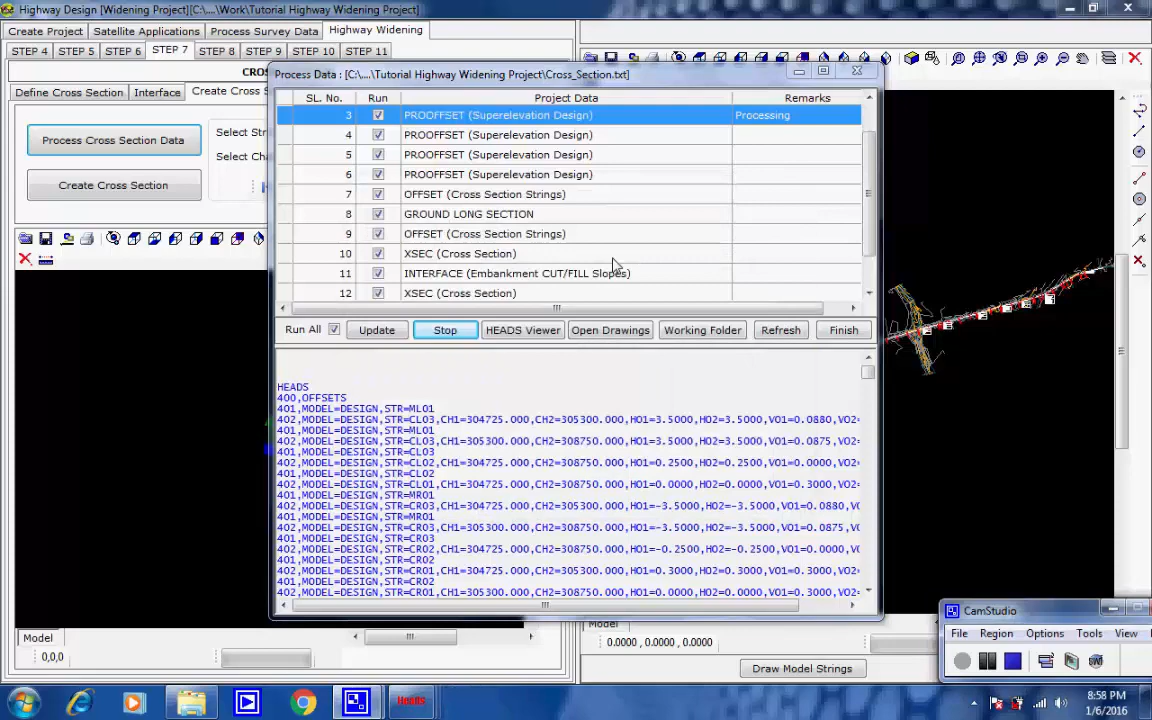 Highway Design [Widening Project][C:\....\Work\Tutorial Highway Widening Project]
Create Project Satellite Applications Process Survey Data Highway Widening
STEP 4 STEP 5 STEP 6 STEP 7 STEP 8 STEP 9 STEP 10 STEP 11
Define Cross Section Interface
Process Cross Section Data
Create Cross Section
Process Data : [C:\....\Tutorial Highway Widening Project\Cross_Section.txt]
SL. No. Run Project Data Remarks
3 PROOFFSET (Superelevation Design) Processing
4 PROOFFSET (Superelevation Design)
5 PROOFFSET (Superelevation Design)
6 PROOFFSET (Superelevation Design)
7 OFFSET (Cross Section Strings)
8 GROUND LONG SECTION
9 OFFSET (Cross Section Strings)
10 XSEC (Cross Section)
11 INTERFACE (Embankment CUT/FILL Slopes)
12 XSEC (Cross Section)
Run All Update Stop HEADS Viewer Open Drawings Working Folder Refresh Finish
HEADS
400,OFFSETS
401,MODEL=DESIGN,STR=ML01
402,MODEL=DESIGN,STR=CL03,CH1=304725.000,CH2=305300.000,HO1=3.5000,HO2=3.5000,VO1=0.0880,VO2=
401,MODEL=DESIGN,STR=ML01
402,MODEL=DESIGN,STR=CL03,CH1=305300.000,CH2=308750.000,HO1=3.5000,HO2=3.5000,VO1=0.0875,VO2=
401,MODEL=DESIGN,STR=CL03
402,MODEL=DESIGN,STR=CL02,CH1=304725.000,CH2=308750.000,HO1=0.2500,HO2=0.2500,VO1=0.0000,VO2=
401,MODEL=DESIGN,STR=CL02
402,MODEL=DESIGN,STR=CL01,CH1=304725.000,CH2=308750.000,HO1=0.0000,HO2=0.0000,VO1=0.3000,VO2=
401,MODEL=DESIGN,STR=MR01
402,MODEL=DESIGN,STR=CR03,CH1=304725.000,CH2=305300.000,HO1=-3.5000,HO2=-3.5000,VO1=0.0880,VO
401,MODEL=DESIGN,STR=MR01
402,MODEL=DESIGN,STR=CR03,CH1=305300.000,CH2=308750.000,HO1=-3.5000,HO2=-3.5000,VO1=0.0875,VO
401,MODEL=DESIGN,STR=CR03
402,MODEL=DESIGN,STR=CR02,CH1=304725.000,CH2=308750.000,HO1=-0.2500,HO2=-0.2500,VO1=0.0000,VO
401,MODEL=DESIGN,STR=CR02
402,MODEL=DESIGN,STR=CR01,CH1=304725.000,CH2=305300.000,HO1=0.3000,HO2=0.3000,VO1=0.3000,VO2=
401,MODEL=DESIGN,STR=CR02
402,MODEL=DESIGN,STR=CR01,CH1=305300.000,CH2=308750.000,HO1=0.0000,HO2=0.0000,VO1=0.3000,VO2=
Model
0,0,0
Model
0.0000 , 0.0000 , 0.0000
Draw Model Strings
CamStudio
File Region Options Tools View
Heads
8:58 PM
1/6/2016